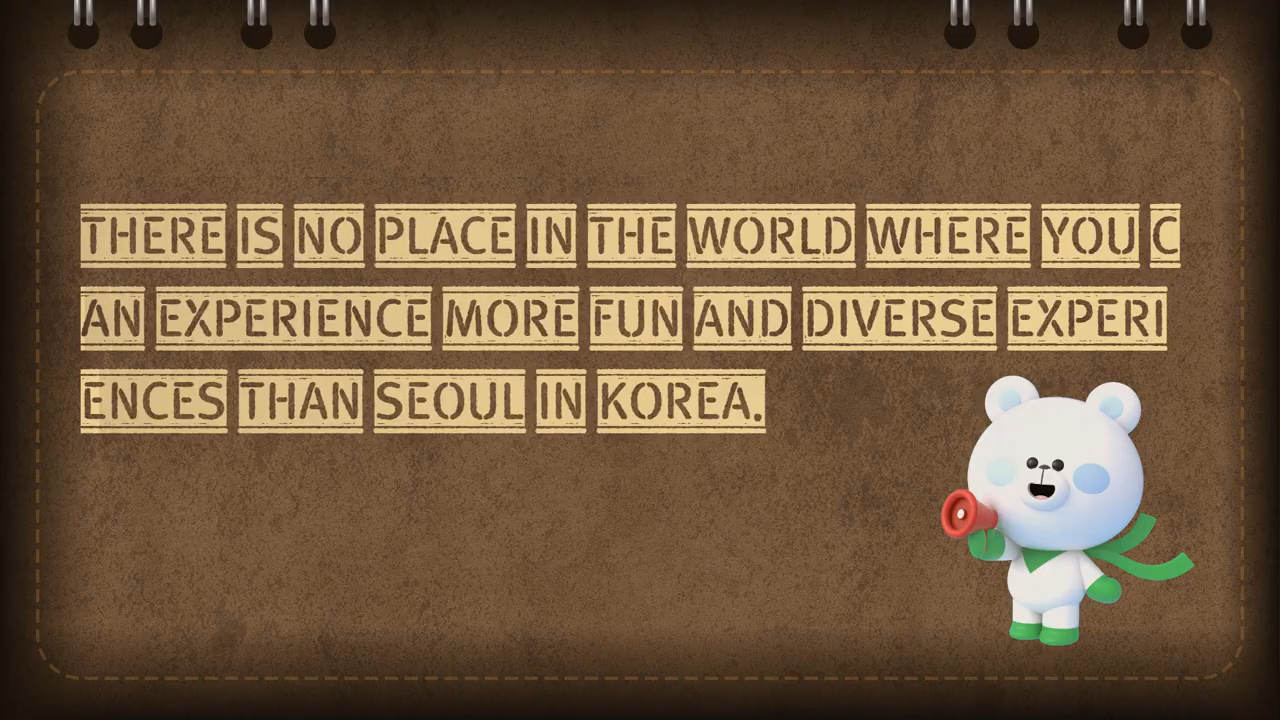 THERE IS NO PLACE IN THE WORLD WHERE YOU C
AN EXPERIENCE MORE FUN AND DIVERSE EXPERI
ENCES THAN SEOUL IN KOREA.